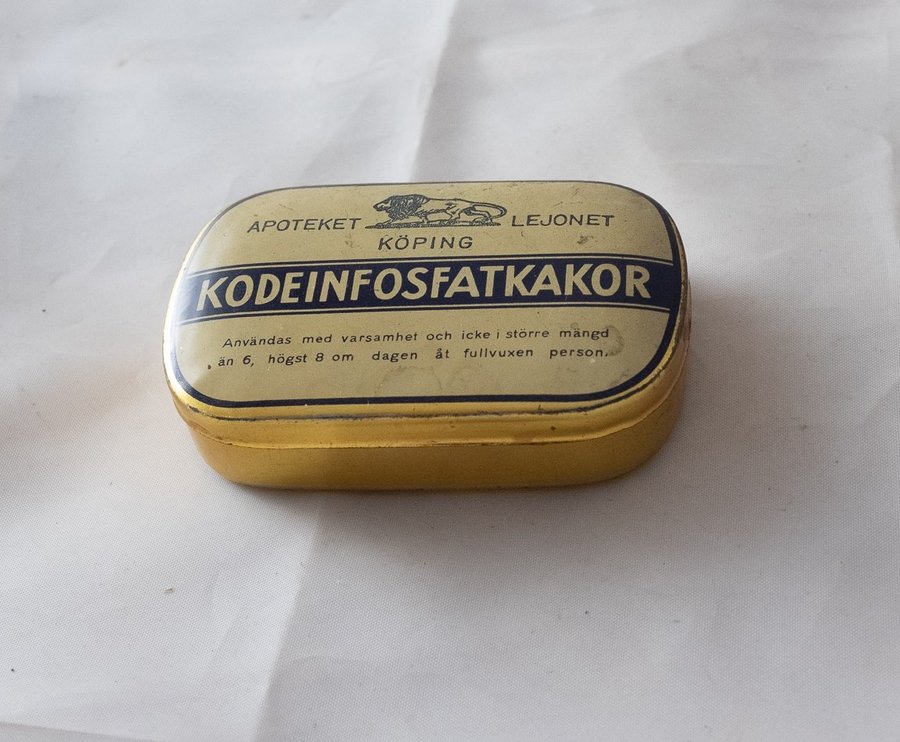 APOTEKET LEJONET
KÖPING
KODEINFOSFATKAKOR
Användas med varsamhet och icke i större mängd
än 6, högst 8 om dagen åt fullvuxen person.